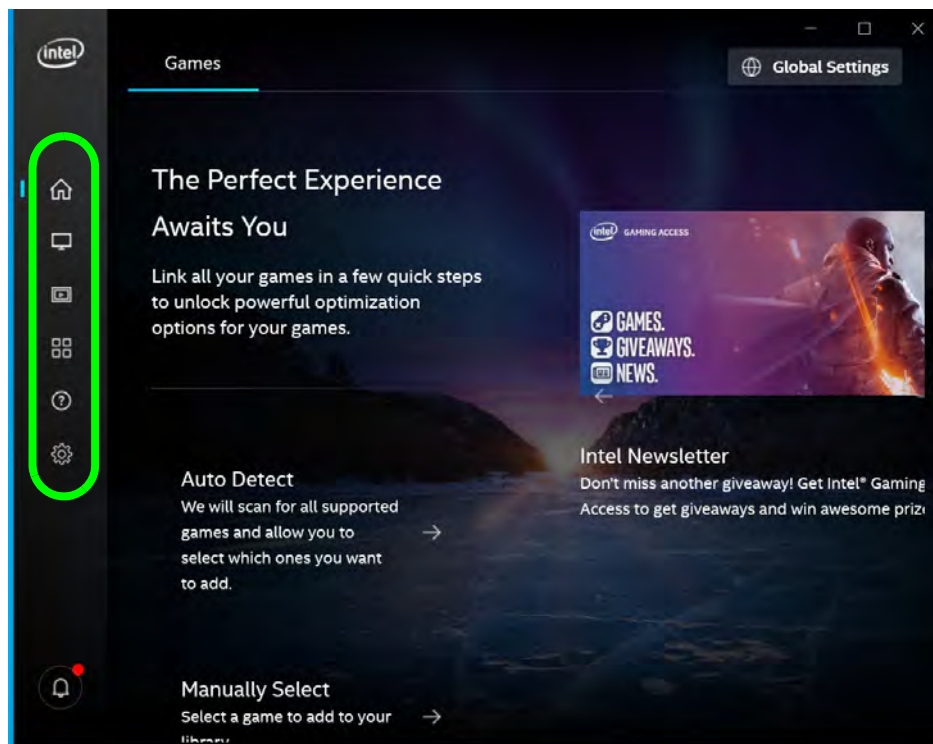 intel
Games
Global Settings
The Perfect Experience
Awaits You
Link all your games in a few quick steps
to unlock powerful optimization
options for your games.
intel GAMING ACCESS
GAMES.
GIVEAWAYS.
NEWS.
Intel Newsletter
Don't miss another giveaway! Get Intel® Gaming
Access to get giveaways and win awesome
Auto Detect
We will scan for all supported
games and allow you to
select which ones you want
to add.
Manually Select
Select a game to add to your
library